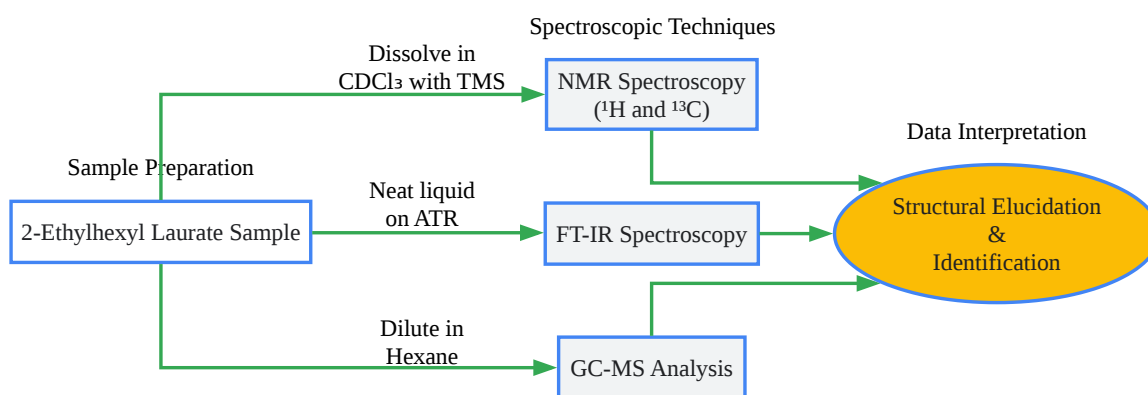 Spectroscopic Techniques
Dissolve in
CDCl₃ with TMS
NMR Spectroscopy
(¹H and ¹³C)
Data Interpretation
Sample Preparation
Neat liquid
on ATR
2-Ethylhexyl Laurate Sample
FT-IR Spectroscopy
Structural Elucidation
&
Identification
Dilute in
Hexane
GC-MS Analysis